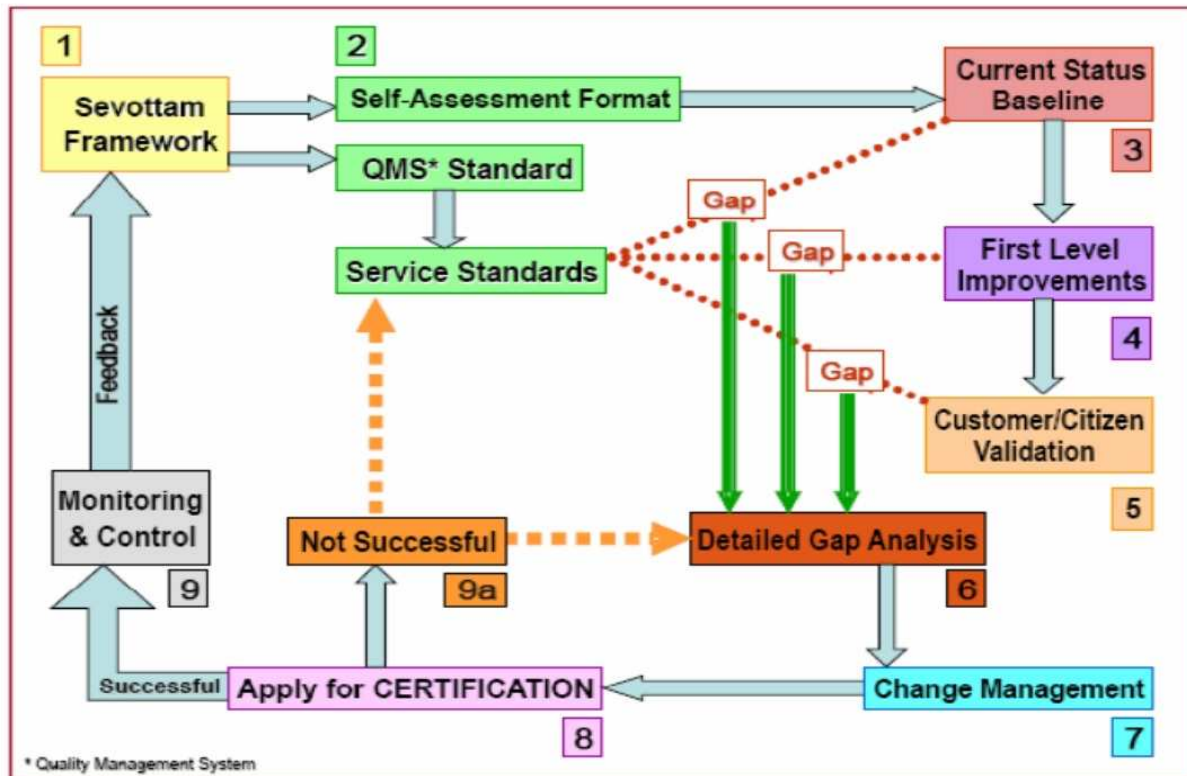 1
Sevottam
Framework
2
Self-Assessment Format
QMS* Standard
Service Standards
Current Status
Baseline
3
Gap
Gap
Gap
First Level
Improvements
4
Customer/Citizen
Validation
5
Feedback
Monitoring
& Control
9
Not Successful
9a
Detailed Gap Analysis
6
Successful
Apply for CERTIFICATION
8
Change Management
7
* Quality Management System